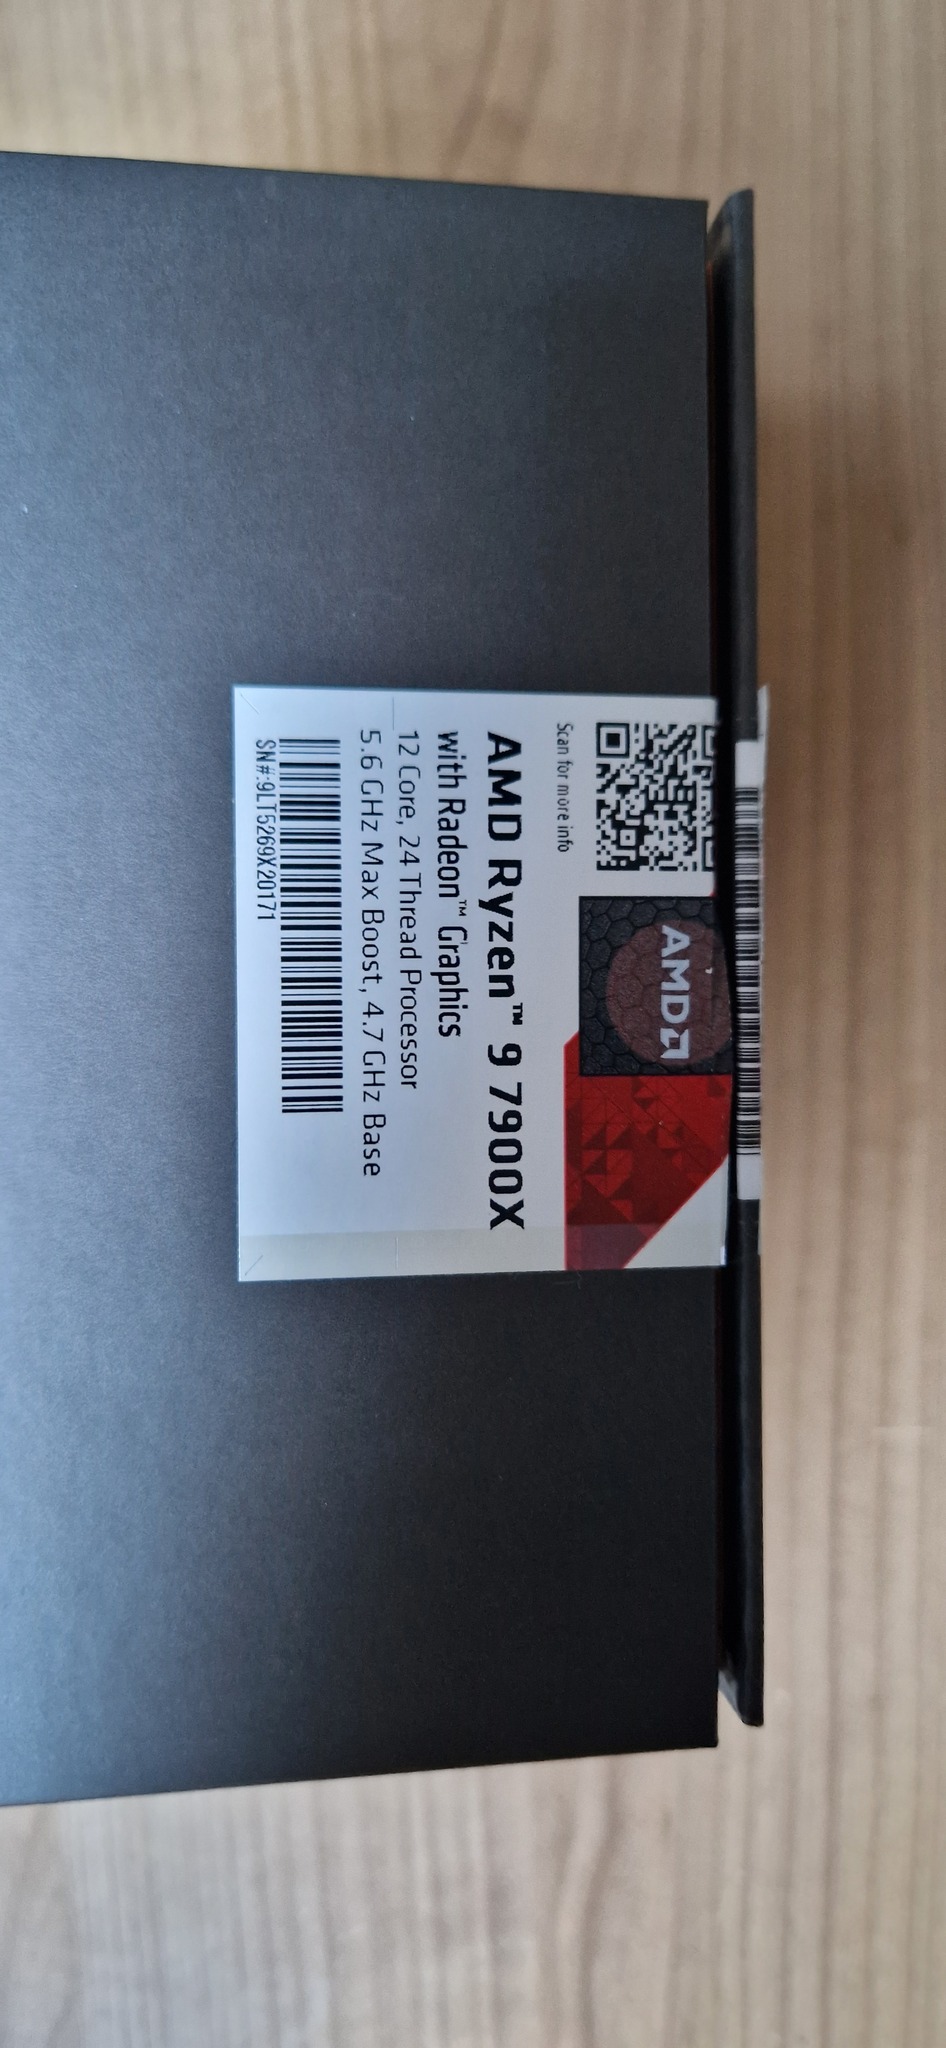 Scan for more info
AMD
AMD Ryzen™ 9 7900X
with Radeon™ Graphics
12 Core, 24 Thread Processor
5.6 GHz Max Boost, 4.7 GHz Base
SN#:9LT5269X20171